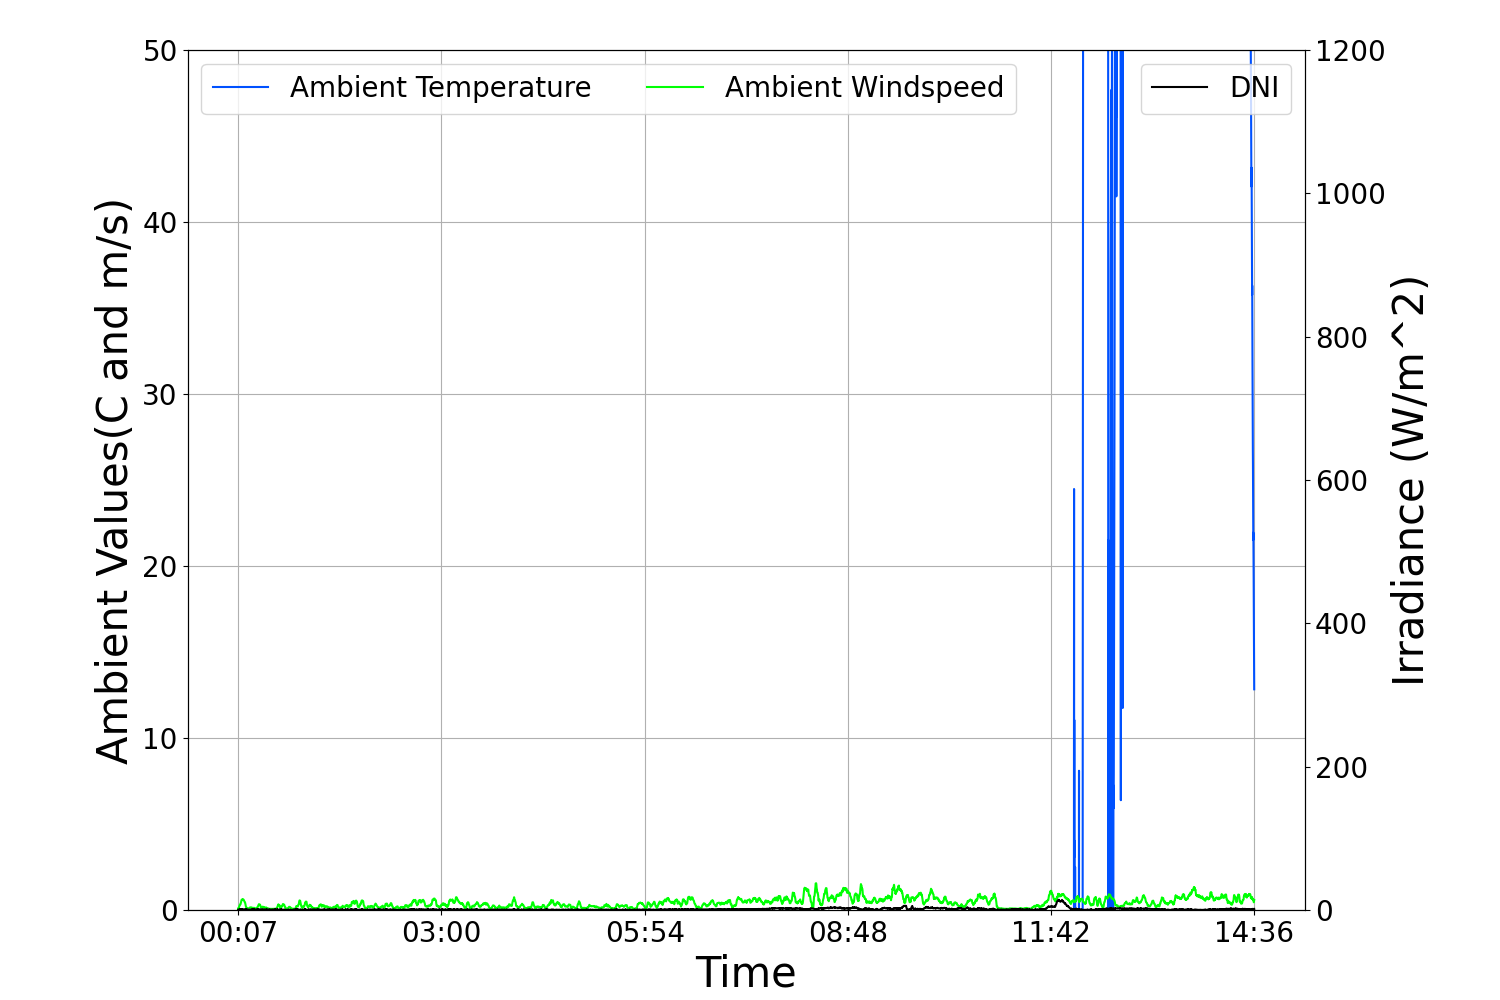 Ambient Temperature
Ambient Windspeed
DNI
Ambient Values(C and m/s)
50
40
30
20
10
0
1200
1000
800
600
400
200
0
Irradiance (W/m^2)
00:07 03:00 05:54 08:48 11:42 14:36
Time